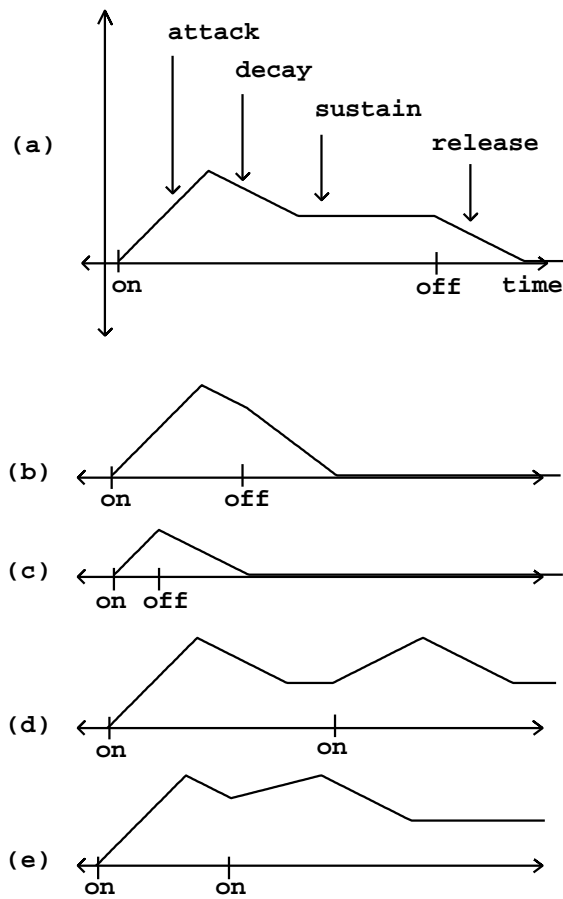 attack
decay
sustain
(a)
release
on
off
time
(b)
on
off
(c)
on
off
(d)
on
on
(e)
on
on